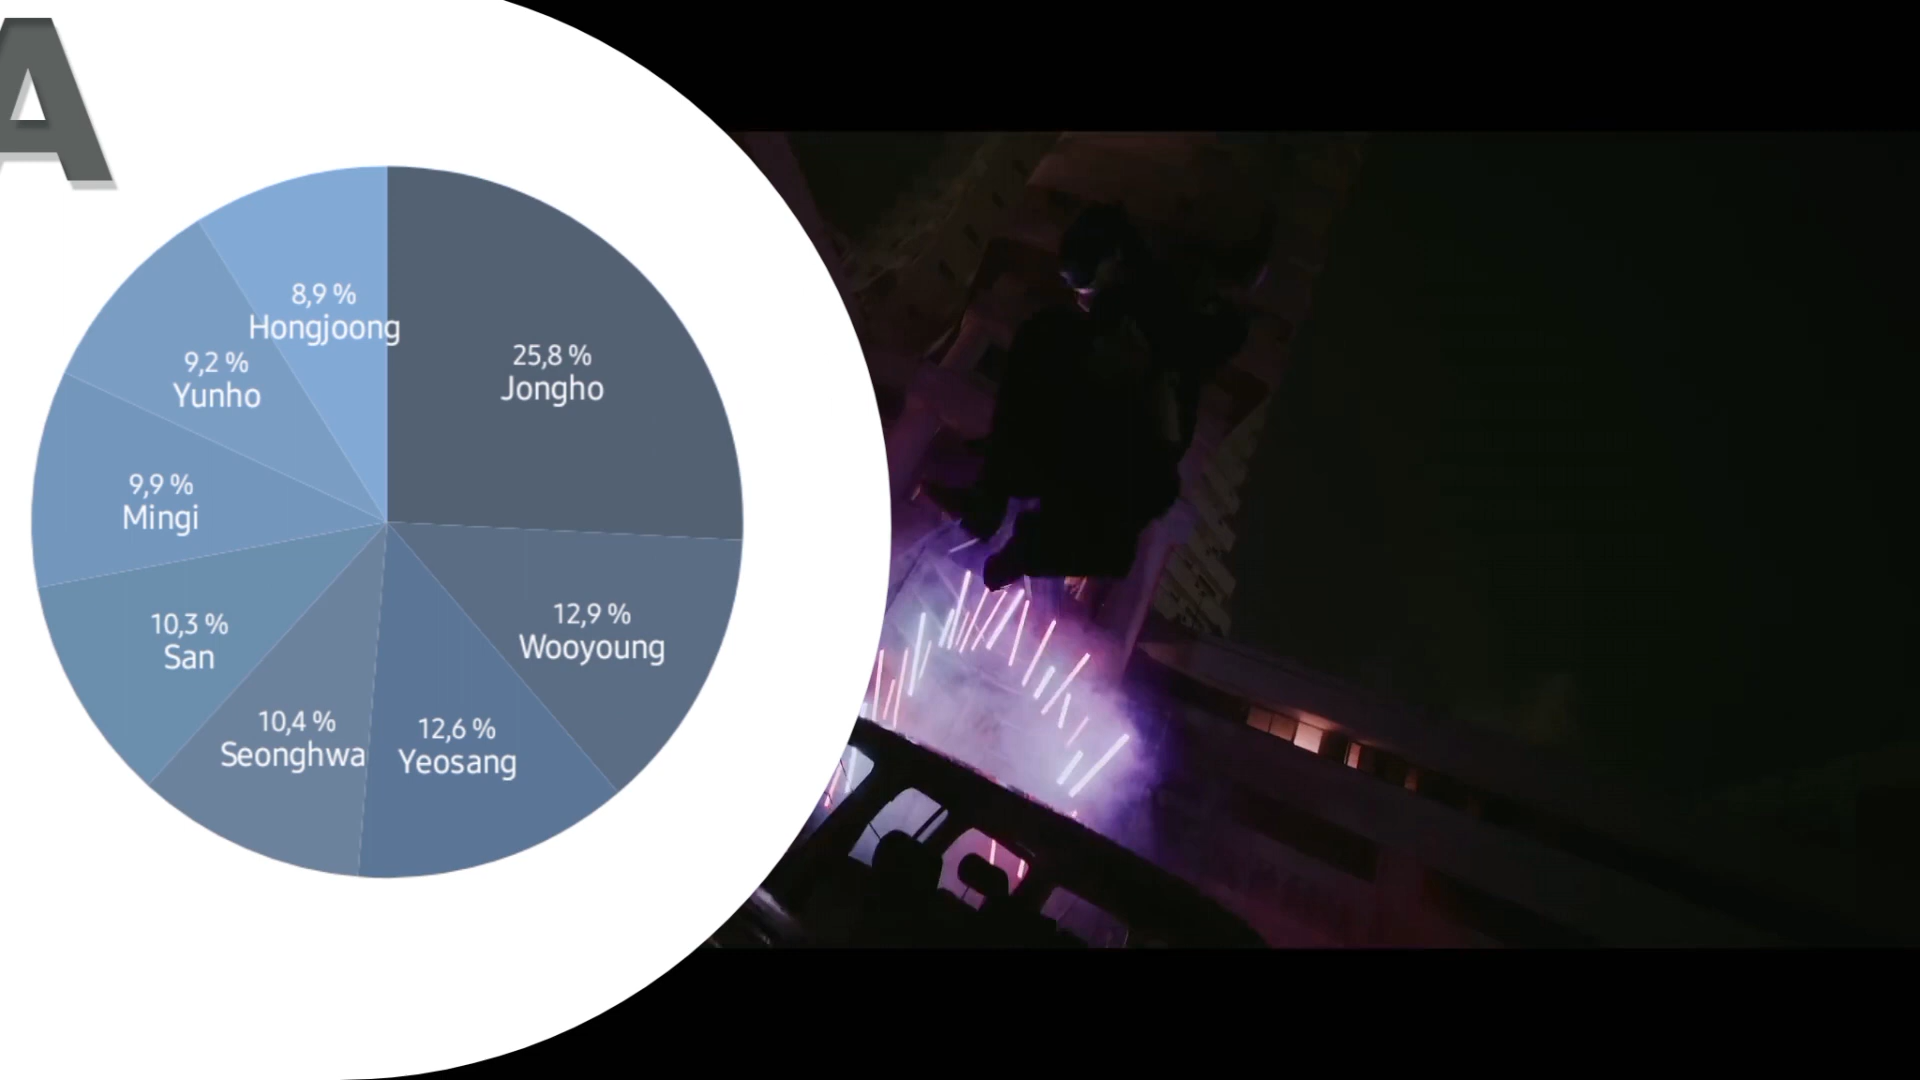 A
8,9 %
Hongjoong
25,8 %
Jongho
9,2 %
Yunho
9,9 %
Mingi
12,9 %
Wooyoung
10,3 %
San
10,4 %
Seonghwa
12,6 %
Yeosang